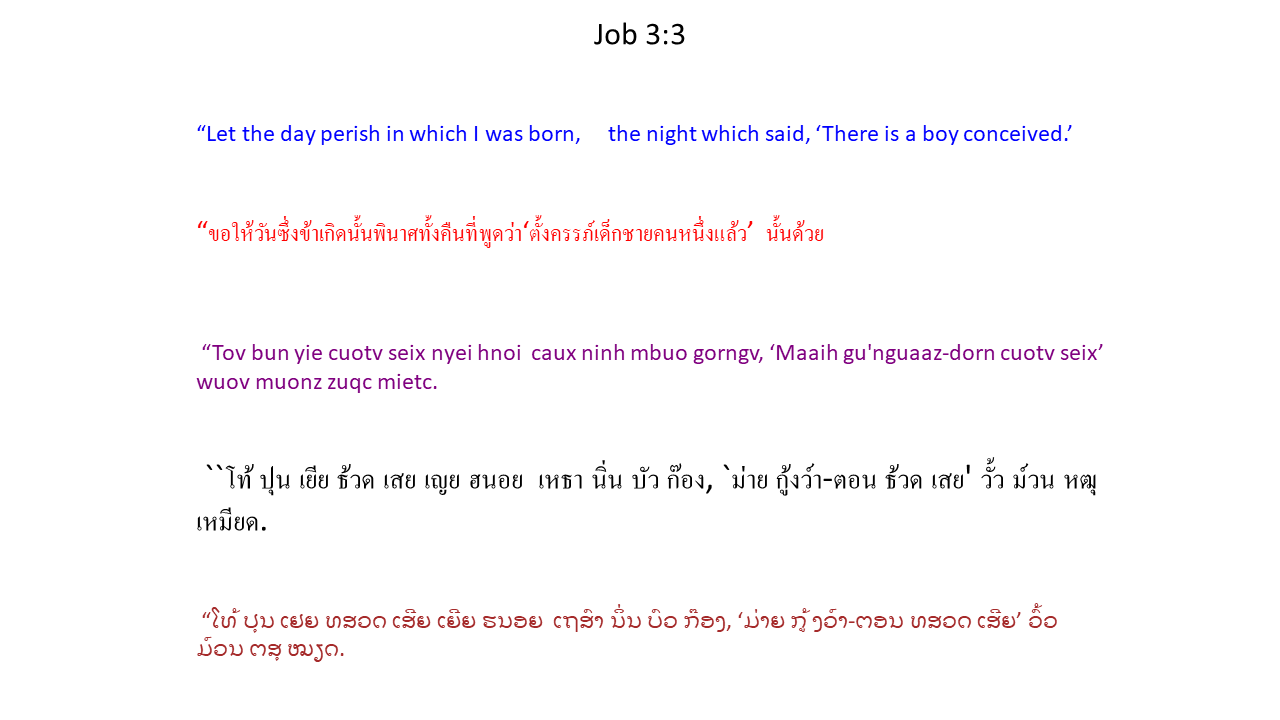 Job 3:3
“Let the day perish in which I was born,     the night which said, ‘There is a boy conceived.’
“ขอให้วันซึ่งข้าเกิดนั้นพินาศทั้งคืนที่พูดว่า‘ตั้งครรภ์เด็กชายคนหนึ่งแล้ว’  นั้นด้วย
“Tov bun yie cuotv seix nyei hnoi  caux ninh mbuo gorngv, ‘Maaih gu'nguaaz-dorn cuotv seix’
wuov muonz zuqc mietc.
``โท้ ปุน เยีย ธ้วด เสย เญย ฮนอย  เหธา นิ่น บัว ก๊อง, `ม่าย กู้งว์า-ตอน ธ้วด เสย' วั้ว ม์วน หฒุ
เหมียด.
“ໂທ້ ປຸນ ເຢຍ ທສວດ ເສີຍ ເຍີຍ ຮນອຍ  ເຖສົາ ນິ່ນ ບົວ ກ໊ອງ, ‘ມ່າຍ ກູ້ງວ໌າ-ຕອນ ທສວດ ເສີຍ’ ວົ້ວ
ມ໌ວນ ຕສຸ ໝຽດ.